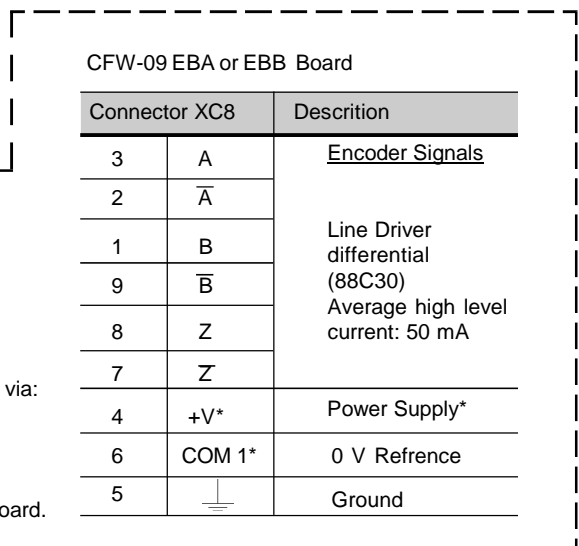 CFW-09 EBA or EBB Board
Connector XC8 Descrition
3 A Encoder Signals
2 A̅
1 B
9 B̅
8 Z
7 Z̅
Line Driver
differential
(88C30)
Average high level
current: 50 mA
via:
4 +V* Power Supply*
6 COM 1* 0 V Refrence
5 Ground
oard.